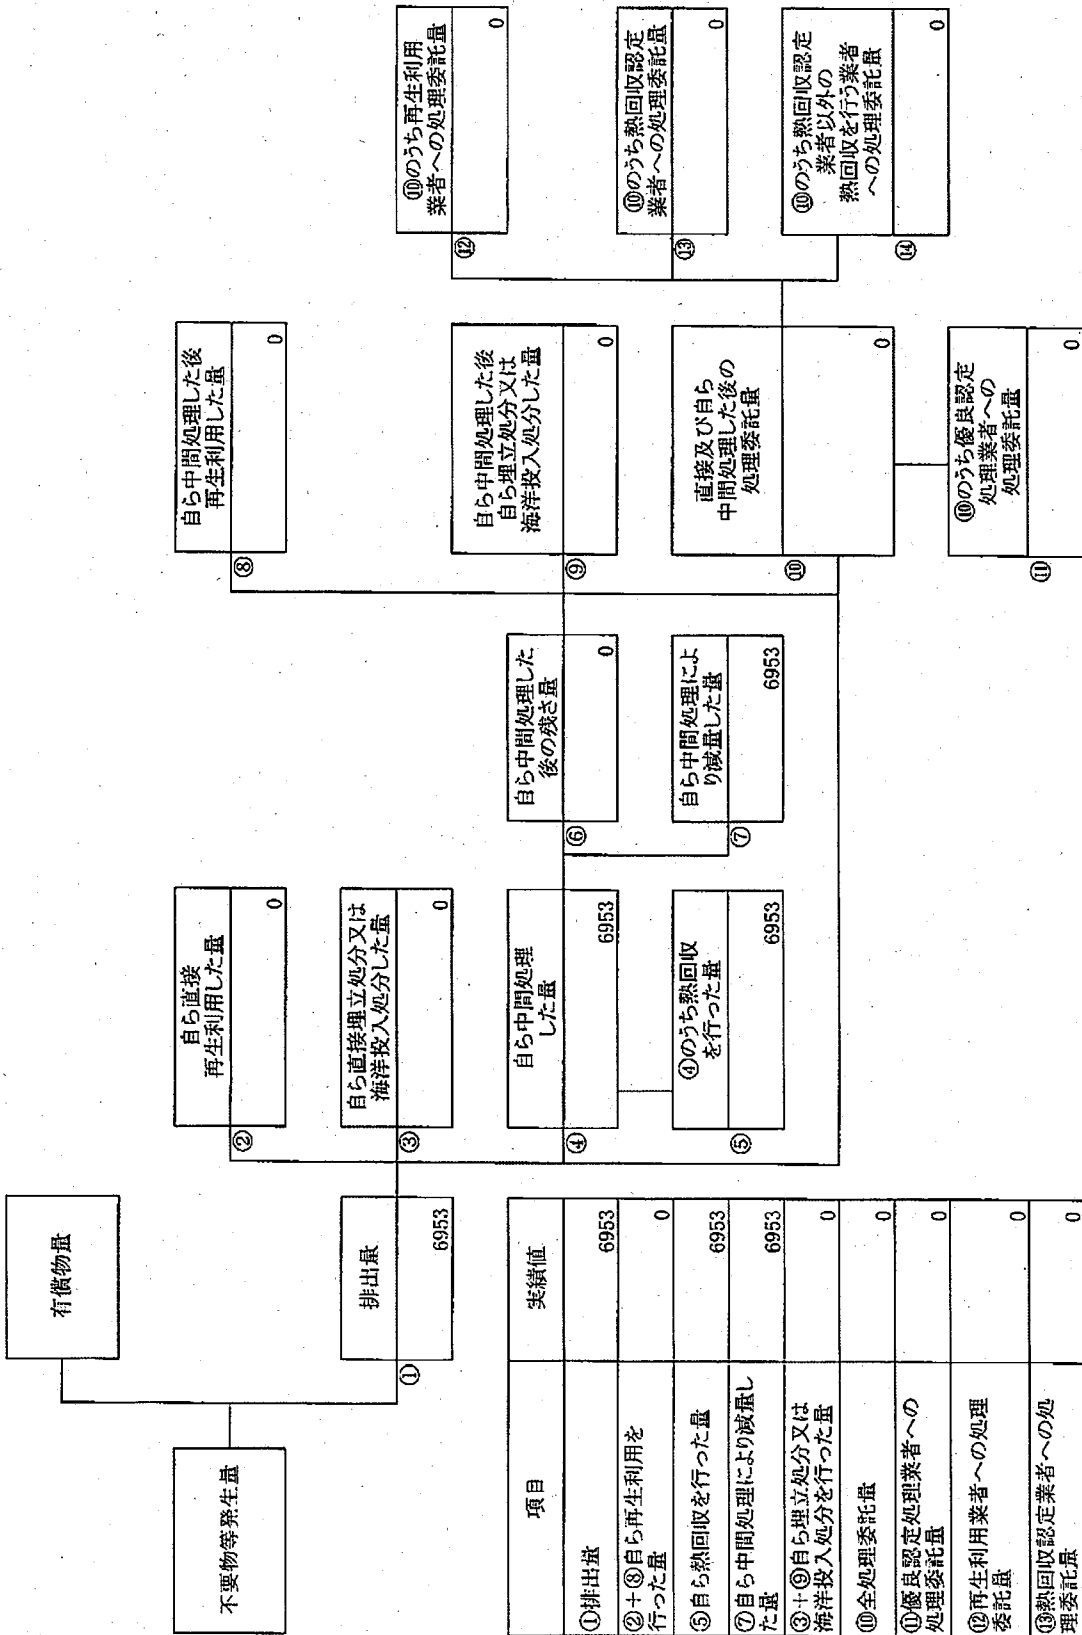 不要物等発生量
有償物量
①
排出量
6953
②
自ら直接
再生利用した量
0
③
自ら直接埋立処分又は
海洋投入処分した量
0
④
自ら中間処理
した量
6953
⑤
④のうち熱回収
を行った量
6953
⑥
自ら中間処理した
後の残さ量
0
⑦
自ら中間処理によ
り減量した量
6953
⑧
自ら中間処理した後
再生利用した量
0
⑨
自ら中間処理した後
自ら埋立処分又は
海洋投入処分した量
0
⑩
直接及び自ら
中間処理した後の
処理委託量
0
⑪
⑩のうち優良認定
処理業者への
処理委託量
0
⑫
⑩のうち再生利用
業者への処理委託量
0
⑬
⑩のうち熱回収認定
業者への処理委託量
0
⑭
⑩のうち熱回収認定
業者以外の
熱回収を行う業者
への処理委託量
0
項目
実績値
①排出量
6953
②+⑧自ら再生利用を
行った量
0
⑤自ら熱回収を行った量
6953
⑦自ら中間処理により減量し
た量
6953
③+⑨自ら埋立処分又は
海洋投入処分を行った量
0
⑩全処理委託量
0
⑪優良認定処理業者への
処理委託量
0
⑫再生利用業者への処理
委託量
0
⑬熱回収認定業者への処
理委託量
0